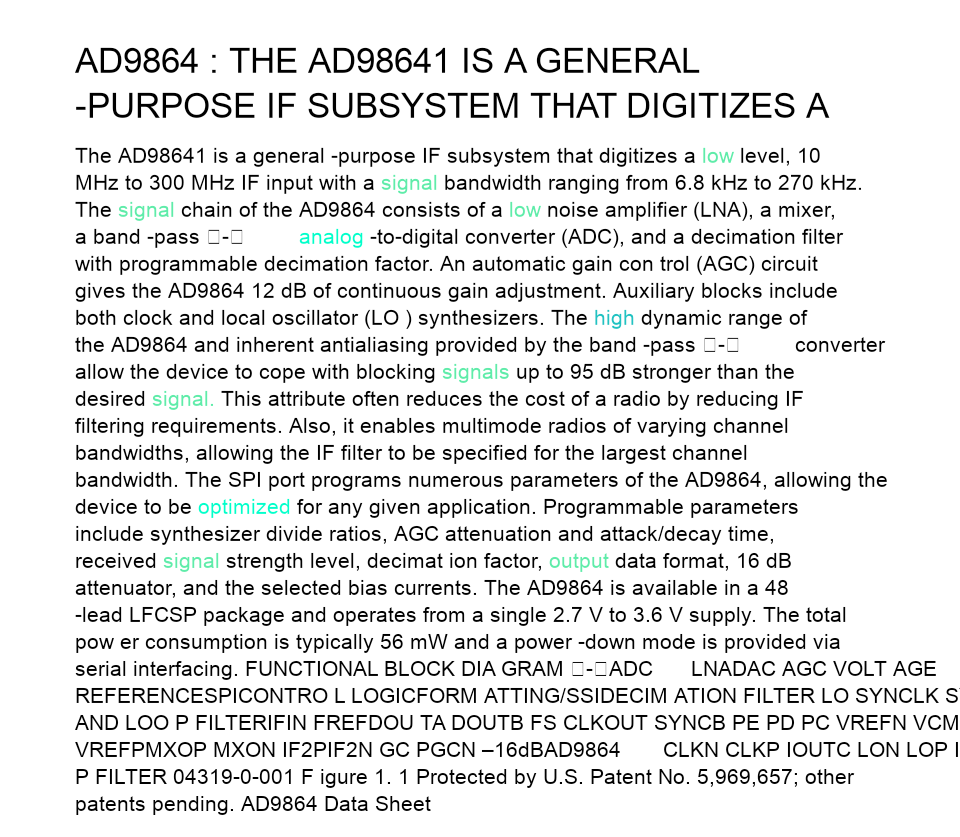 AD9864 : THE AD98641 IS A GENERAL
-PURPOSE IF SUBSYSTEM THAT DIGITIZES A
The AD98641 is a general -purpose IF subsystem that digitizes a low level, 10
MHz to 300 MHz IF input with a signal bandwidth ranging from 6.8 kHz to 270 kHz.
The signal chain of the AD9864 consists of a low noise amplifier (LNA), a mixer,
a band -pass □-□ analog -to-digital converter (ADC), and a decimation filter
with programmable decimation factor. An automatic gain con trol (AGC) circuit
gives the AD9864 12 dB of continuous gain adjustment. Auxiliary blocks include
both clock and local oscillator (LO ) synthesizers. The high dynamic range of
the AD9864 and inherent antialiasing provided by the band -pass □-□ converter
allow the device to cope with blocking signals up to 95 dB stronger than the
desired signal. This attribute often reduces the cost of a radio by reducing IF
filtering requirements. Also, it enables multimode radios of varying channel
bandwidths, allowing the IF filter to be specified for the largest channel
bandwidth. The SPI port programs numerous parameters of the AD9864, allowing the
device to be optimized for any given application. Programmable parameters
include synthesizer divide ratios, AGC attenuation and attack/decay time,
received signal strength level, decimat ion factor, output data format, 16 dB
attenuator, and the selected bias currents. The AD9864 is available in a 48
-lead LFCSP package and operates from a single 2.7 V to 3.6 V supply. The total
pow er consumption is typically 56 mW and a power -down mode is provided via
serial interfacing. FUNCTIONAL BLOCK DIA GRAM □-□ADC LNADAC AGC VOLT AGE
REFERENCESPICONTRO L LOGICFORM ATTING/SSIDECIM ATION FILTER LO SYNCLK
AND LOO P FILTERIFIN FREFDOU TA DOUTB FS CLKOUT SYNCB PE PD PC VREFN VCM
VREFPMXOP MXON IF2PIF2N GC PGCN –16dBAD9864 CLKN CLKP IOUTC LON LOP
P FILTER 04319-0-001 F igure 1. 1 Protected by U.S. Patent No. 5,969,657; other
patents pending. AD9864 Data Sheet